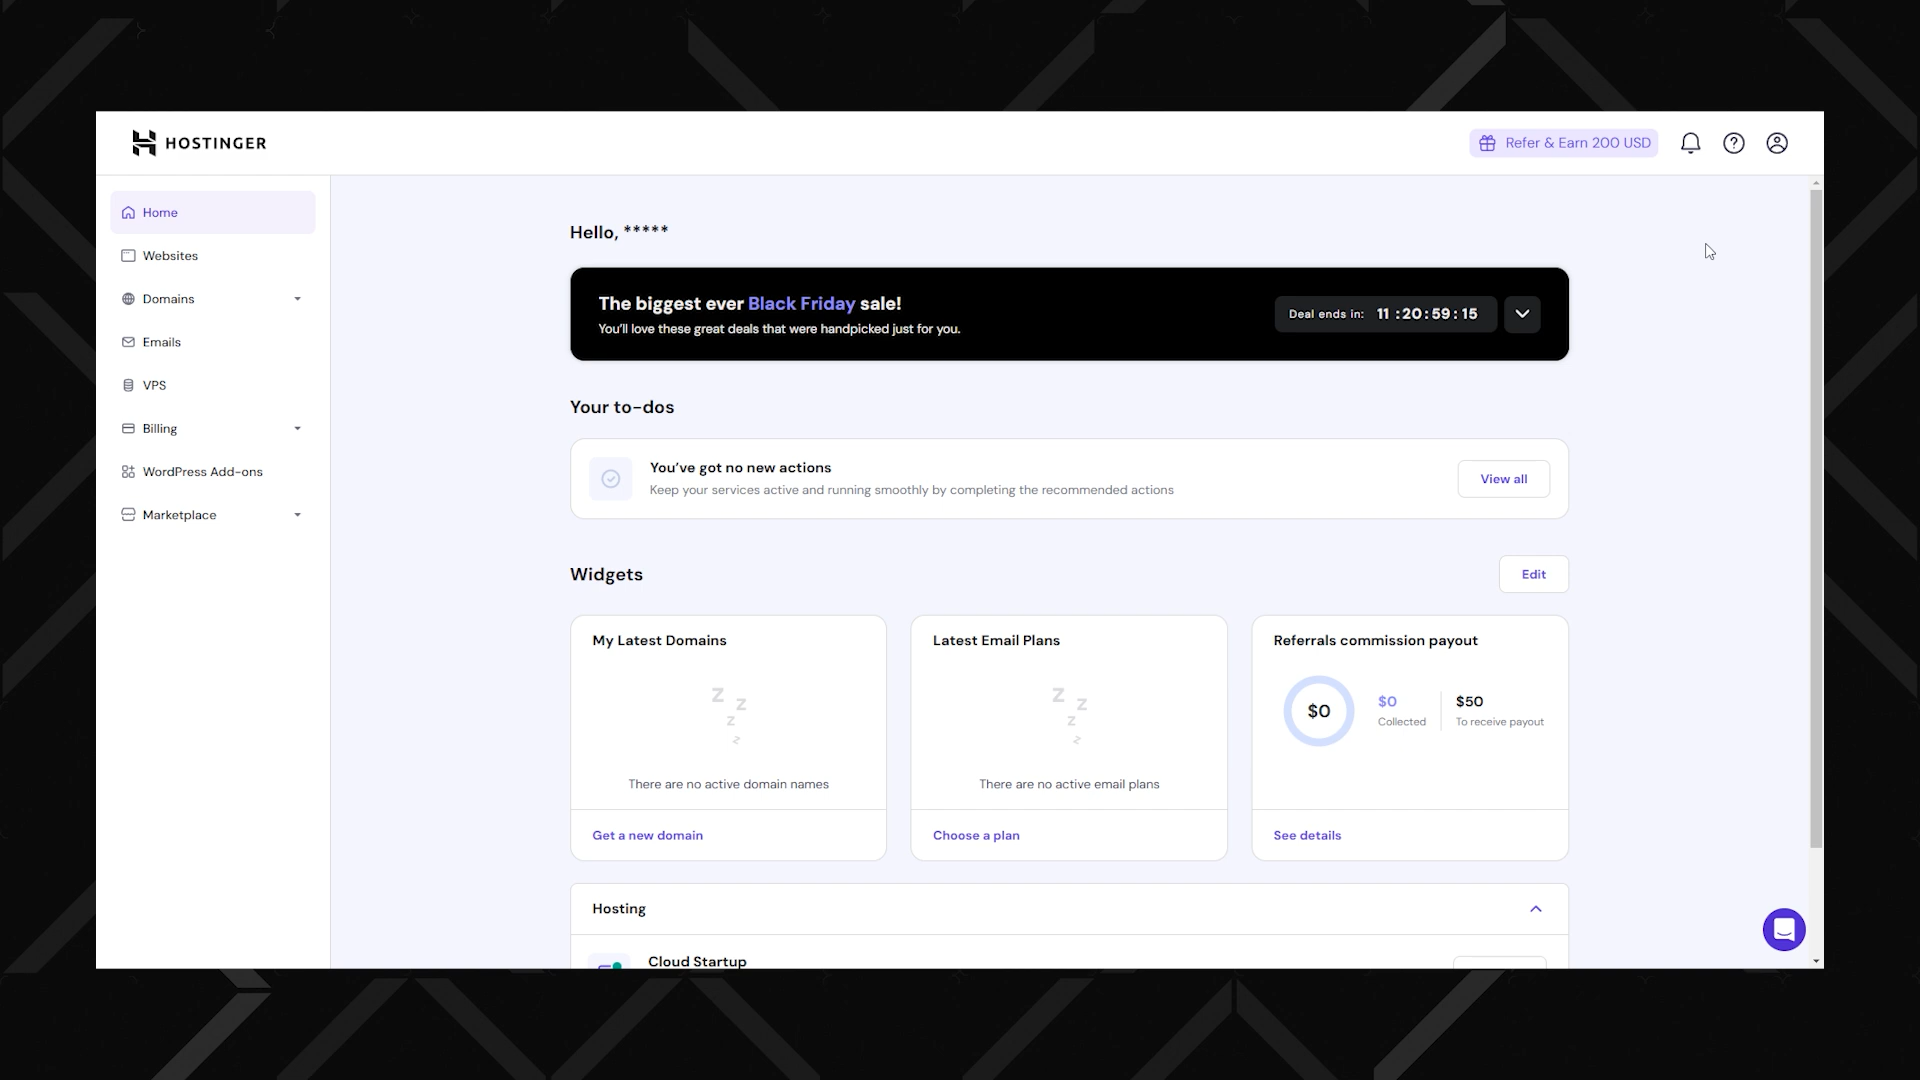 HOSTINGER
Refer & Earn 200 USD
Home
Websites
Domains
Emails
VPS
Billing
WordPress Add-ons
Marketplace
Hello, *****
The biggest ever Black Friday sale!
You'll love these great deals that were handpicked just for you.
Deal ends in: 11 : 20 : 59 : 15
Your to-dos
You've got no new actions
Keep your services active and running smoothly by completing the recommended actions
View all
Widgets
Edit
My Latest Domains
Z
Z
Z
Z
There are no active domain names
Get a new domain
Latest Email Plans
Z
Z
Z
Z
There are no active email plans
Choose a plan
Referrals commission payout
$0
$0
Collected
$50
To receive payout
See details
Hosting
Cloud Startup